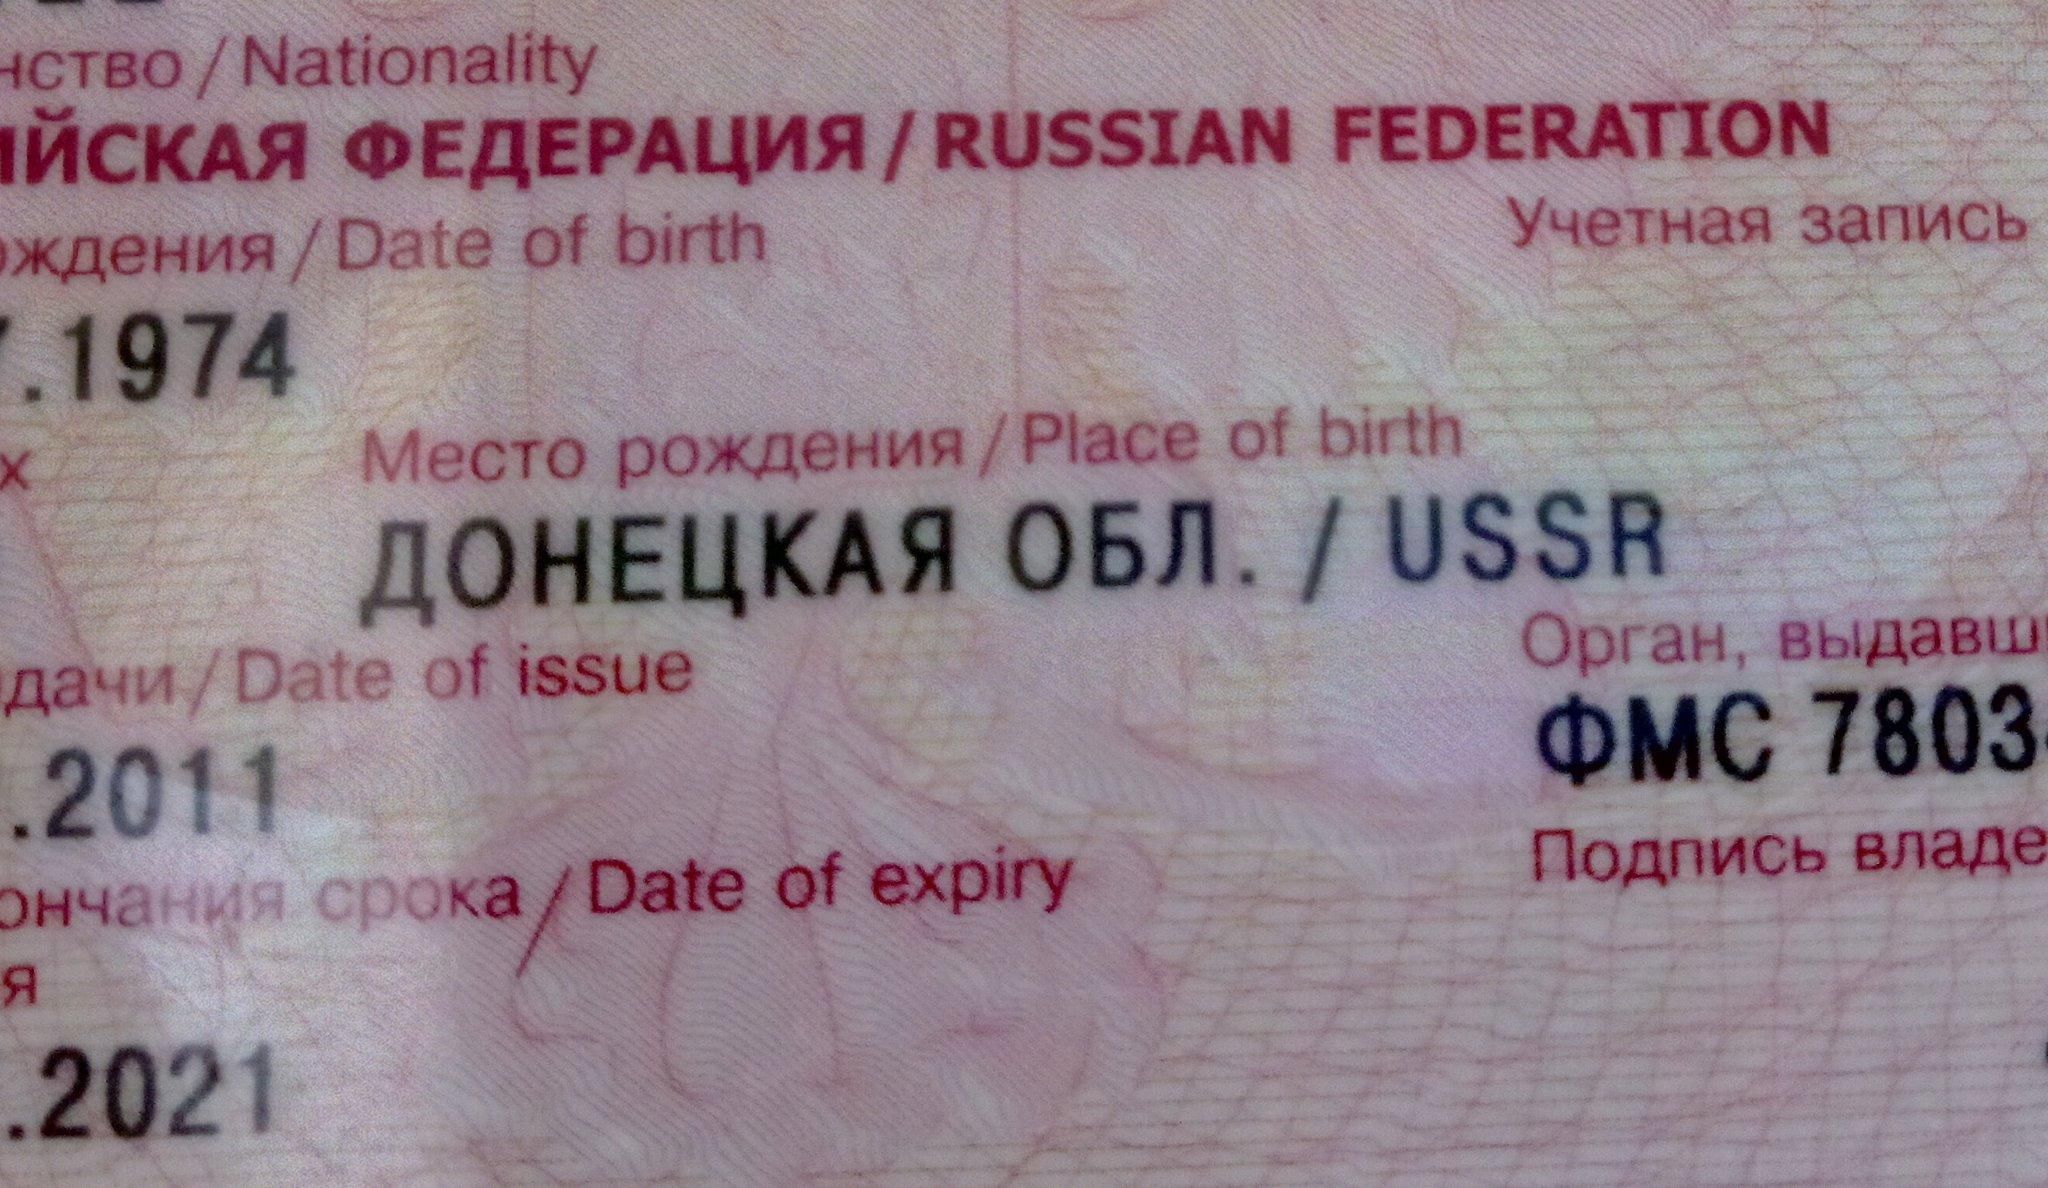 нство / Nationality
ИЙСКАЯ ФЕДЕРАЦИЯ / RUSSIAN FEDERATION
ождения / Date of birth
Учетная запись
.1974
х
Место рождения / Place of birth
ДОНЕЦКАЯ ОБЛ. / USSR
дачи / Date of issue
Орган, выдавш
.2011
ФМС 7803
ончания срока / Date of expiry
Подпись владе
я
.2021